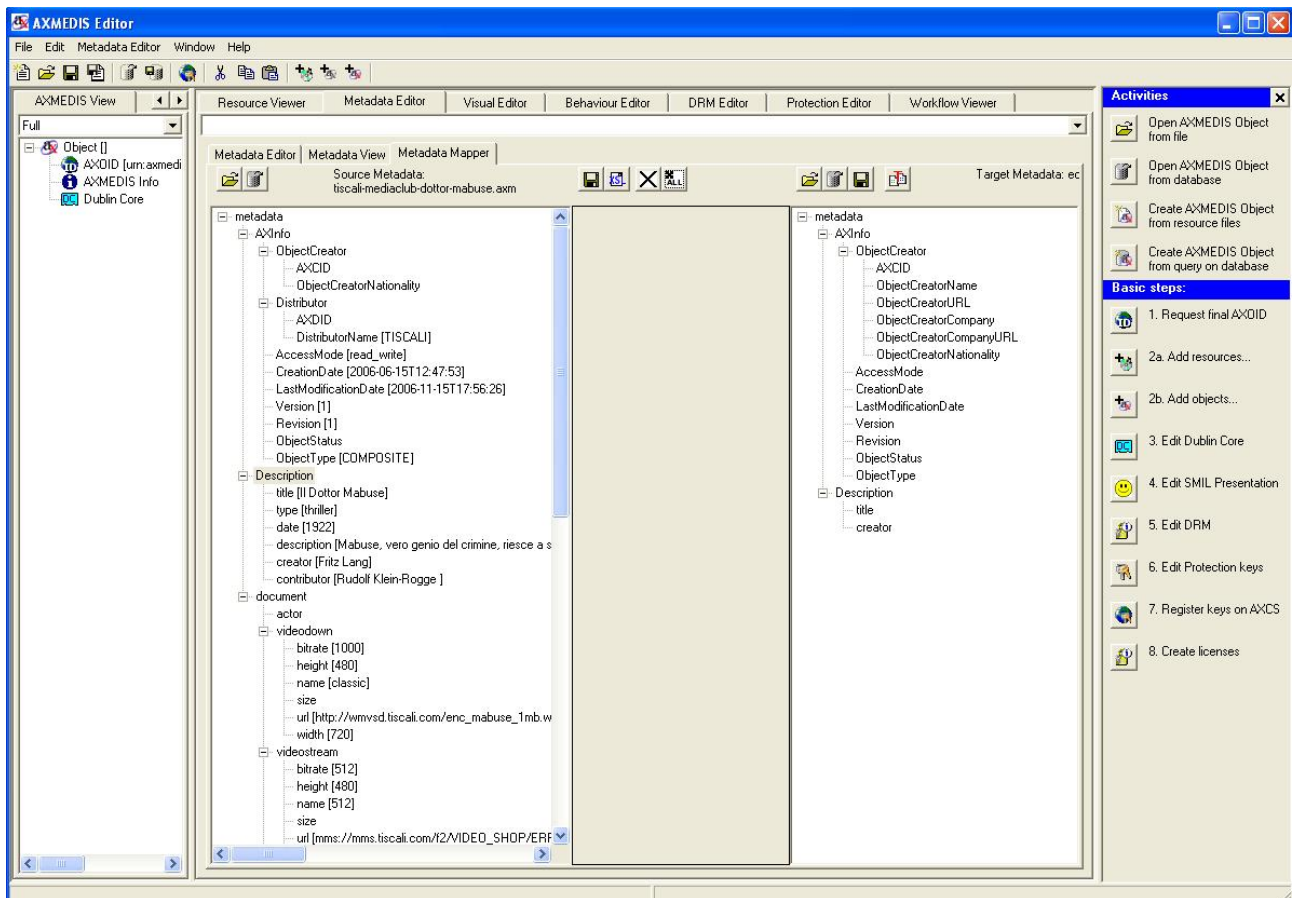 AXMEDIS Editor
File Edit Metadata Editor Window Help
AXMEDIS View
Full
Object []
AXOID [urn:axmedi
AXMEDIS Info
Dublin Core
Resource Viewer Metadata Editor Visual Editor Behaviour Editor DRM Editor Protection Editor Workflow Viewer
Metadata Editor Metadata View Metadata Mapper
Source Metadata:
tiscali-mediaclub-dottor-mabuse.axm
ALL
Target Metadata: ec
metadata
AXInfo
ObjectCreator
AXCID
ObjectCreatorNationality
Distributor
AXDID
DistributorName [TISCALI]
AccessMode [read_write]
CreationDate [2006-06-15T12:47:53]
LastModificationDate [2006-11-15T17:56:26]
Version [1]
Revision [1]
ObjectStatus
ObjectType [COMPOSITE]
Description
title [Il Dottor Mabuse]
type [thriller]
date [1922]
description [Mabuse, vero genio del crimine, riesce a s
creator [Fritz Lang]
contributor [Rudolf Klein-Rogge ]
document
actor
videodown
bitrate [1000]
height [480]
name [classic]
size
url [http://wmvsd.tiscali.com/enc_mabuse_1mb.w
width [720]
videostream
bitrate [512]
height [480]
name [512]
size
url [mms://mms.tiscali.com/f2/VIDEO_SHOP/ERF
metadata
AXInfo
ObjectCreator
AXCID
ObjectCreatorName
ObjectCreatorURL
ObjectCreatorCompany
ObjectCreatorCompanyURL
ObjectCreatorNationality
AccessMode
CreationDate
LastModificationDate
Version
Revision
ObjectStatus
ObjectType
Description
title
creator
Activities
Open AXMEDIS Object
from file
Open AXMEDIS Object
from database
Create AXMEDIS Object
from resource files
Create AXMEDIS Object
from query on database
Basic steps:
1. Request final AXOID
2a. Add resources...
2b. Add objects...
3. Edit Dublin Core
4. Edit SMIL Presentation
5. Edit DRM
6. Edit Protection keys
7. Register keys on AXCS
8. Create licenses